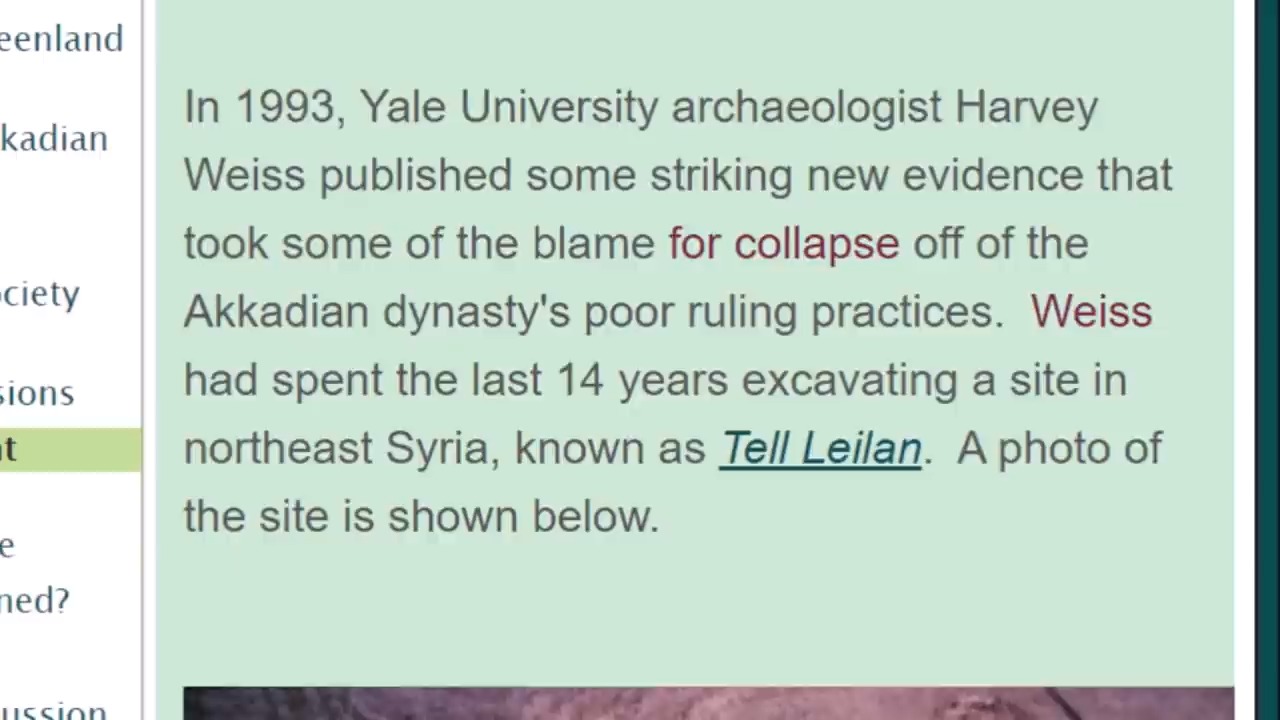 eenland
kadian
ciety
sions
t
e
ned?
ussion
In 1993, Yale University archaeologist Harvey
Weiss published some striking new evidence that
took some of the blame for collapse off of the
Akkadian dynasty's poor ruling practices.  Weiss
had spent the last 14 years excavating a site in
northeast Syria, known as Tell Leilan.  A photo of
the site is shown below.